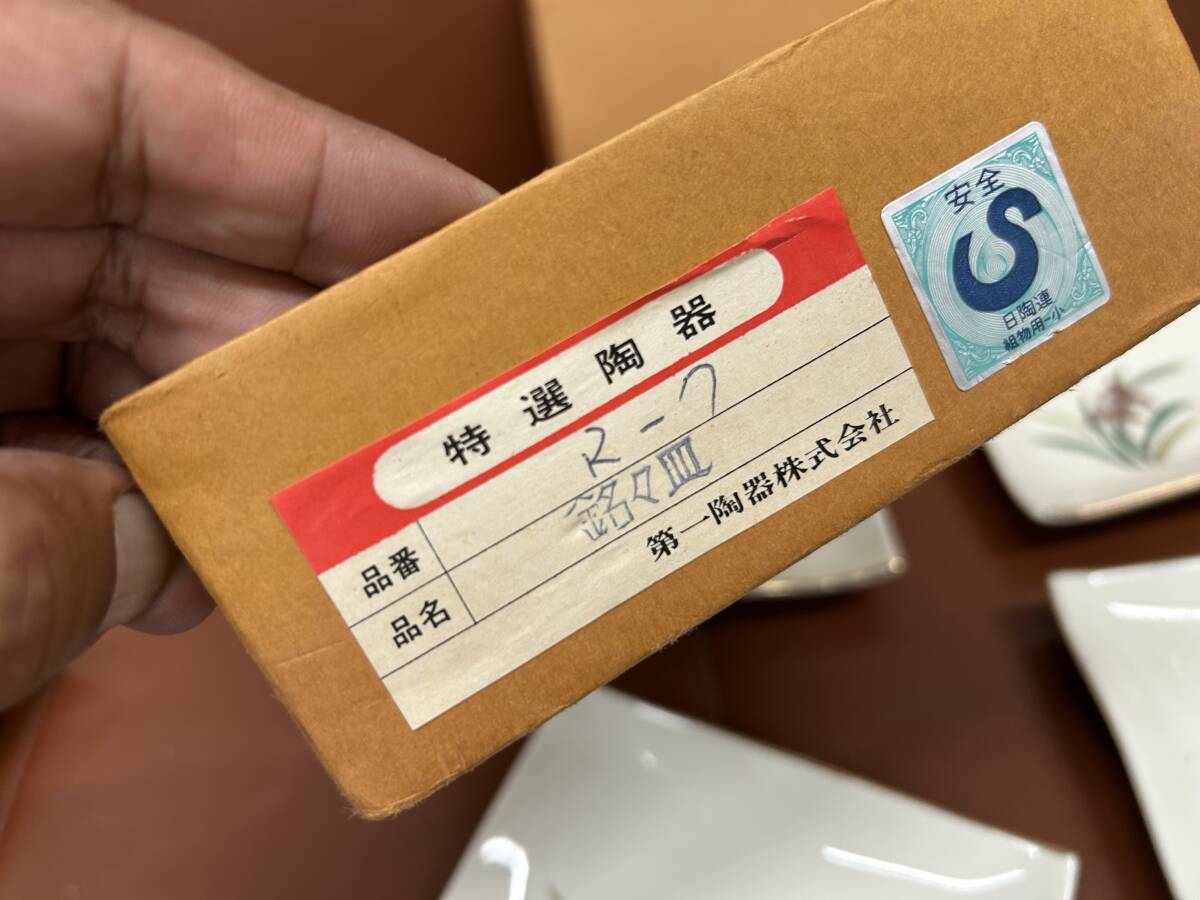 特選陶器
品番 R-7
品名 銘々皿
第一陶器株式会社
安全
S
日陶連
組物用-小